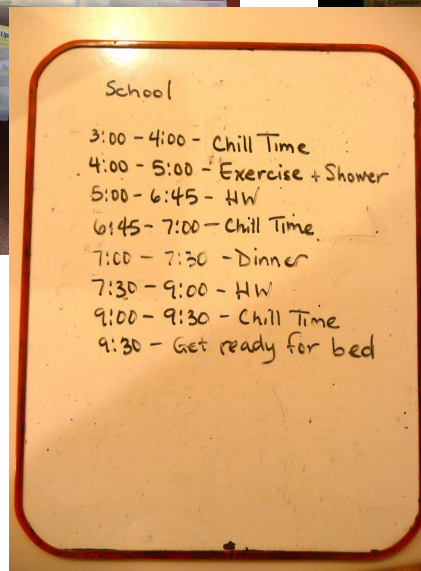 School
3:00 - 4:00 - Chill Time
4:00 - 5:00 - Exercise + Shower
5:00 - 6:45 - HW
6:45 - 7:00 - Chill Time
7:00 - 7:30 - Dinner
7:30 - 9:00 - HW
9:00 - 9:30 - Chill Time
9:30 - Get ready for bed